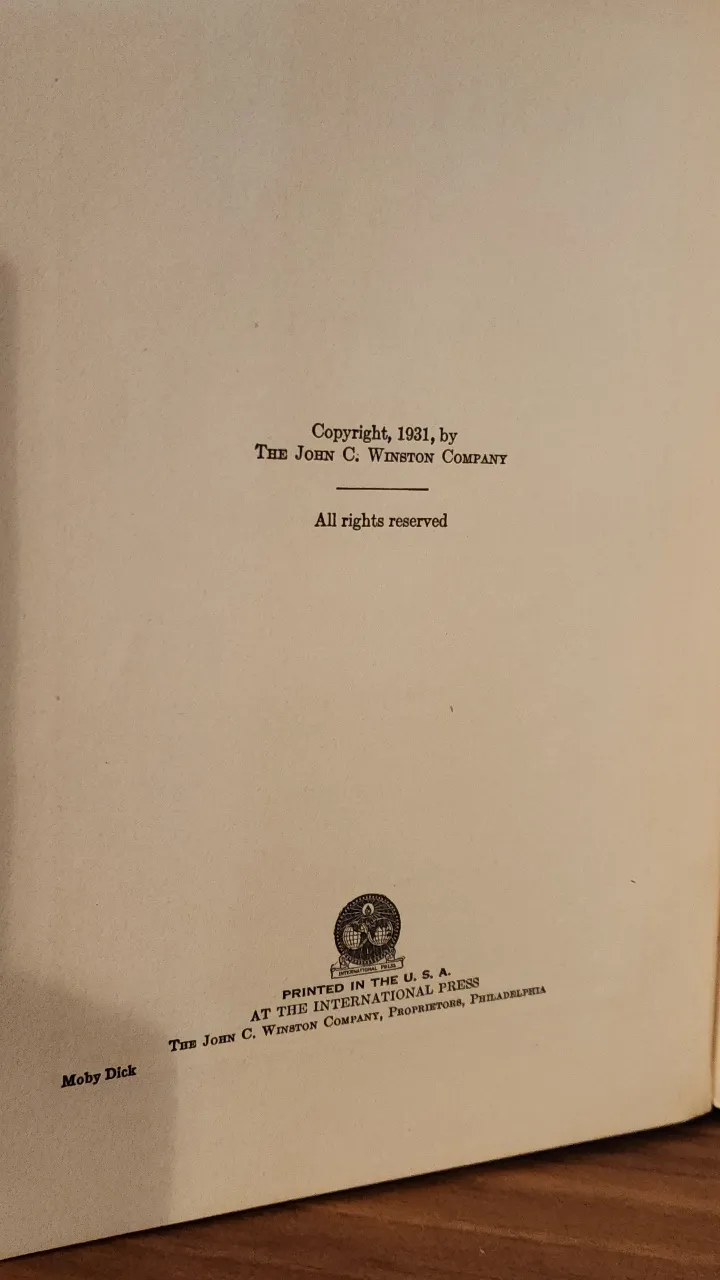 Copyright, 1931, by
THE JOHN C. WINSTON COMPANY
All rights reserved
INTERNATIONAL PRESS
PRINTED IN THE U. S. A.
AT THE INTERNATIONAL PRESS
THE JOHN C. WINSTON COMPANY, PROPRIETORS, PHILADELPHIA
Moby Dick